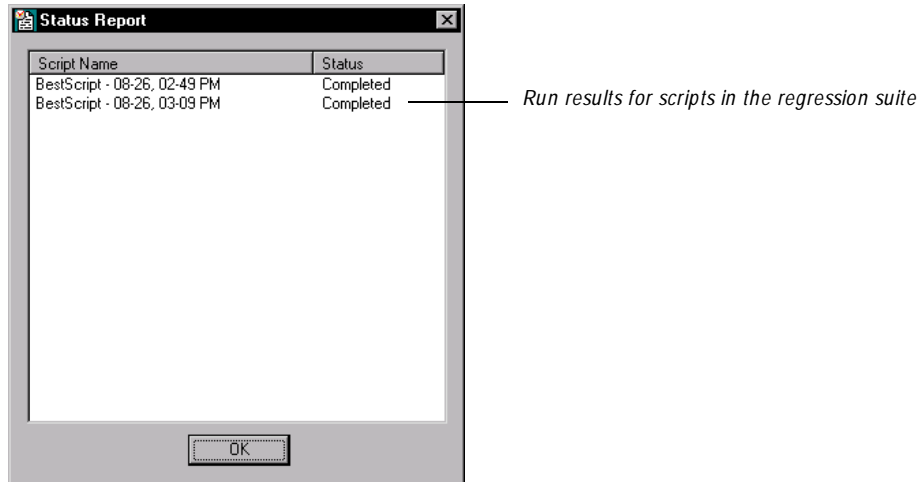 Status Report
Script Name Status
BestScript - 08-26, 02-49 PM Completed
BestScript - 08-26, 03-09 PM Completed
Run results for scripts in the regression suite
OK